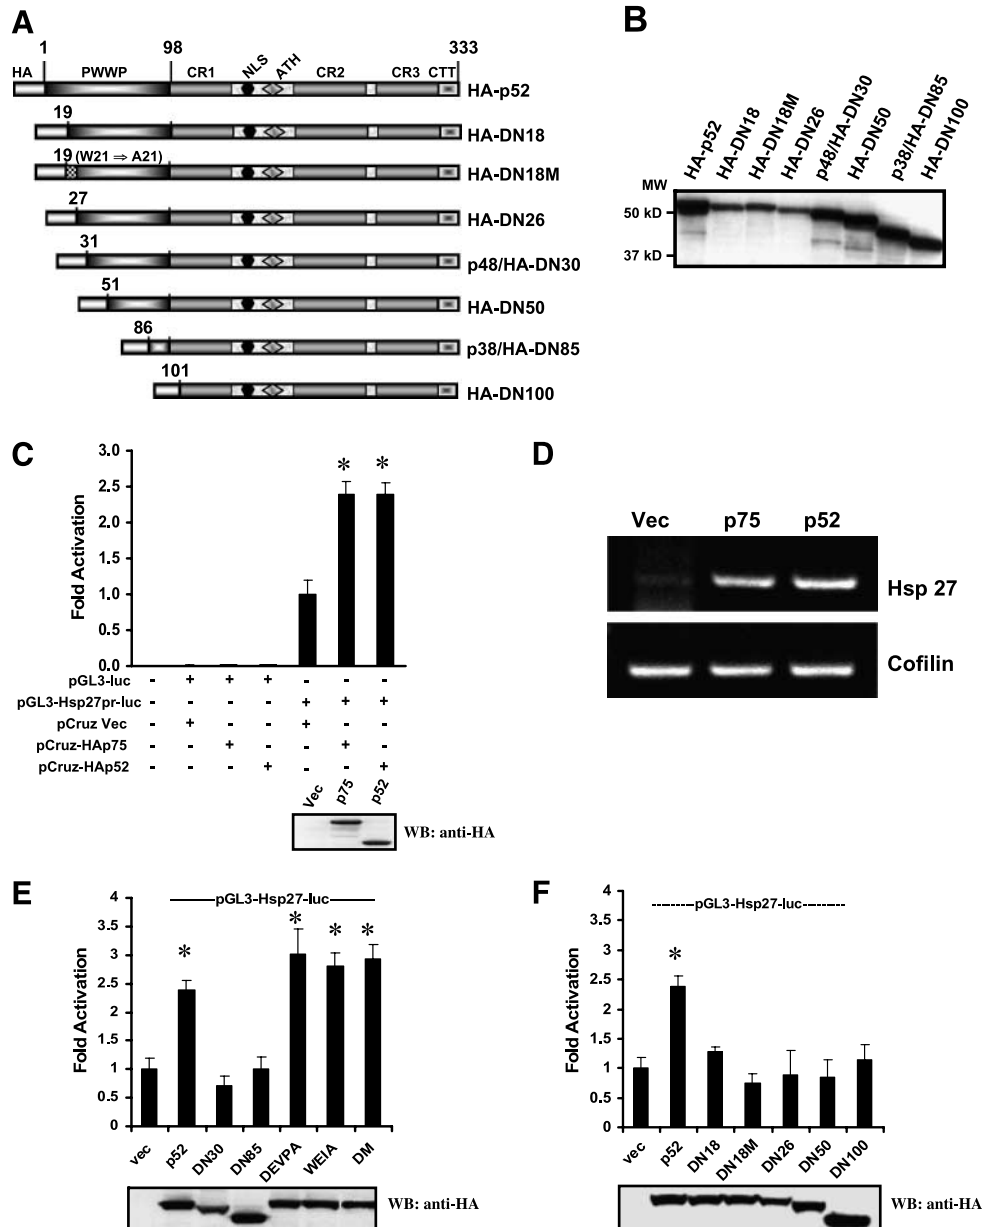 A
1 98 333
HA PWWP CR1 NLS ATH CR2 CR3 CTT
HA-p52
19
HA-DN18
19 (W21 ⇒ A21)
HA-DN18M
27
HA-DN26
31
p48/HA-DN30
51
HA-DN50
86
p38/HA-DN85
101
HA-DN100
B
HA-p52 HA-DN18 HA-DN18M HA-DN26 p48/HA-DN30 HA-DN50 p38/HA-DN85 HA-DN100
MW
50 kD
37 kD
C
Fold Activation
3.0
2.5
2.0
1.5
1.0
0.5
0.0
* *
pGL3-luc - + + + - - -
pGL3-Hsp27pr-luc - - - - + + +
pCruz Vec - + - - + - -
pCruz-HAp75 - - + - - + -
pCruz-HAp52 - - - + - - +
Vec p75 p52
WB: anti-HA
D
Vec p75 p52
Hsp 27
Cofilin
E
Fold Activation
4
3.5
3
2.5
2
1.5
1
0.5
0
pGL3-Hsp27-luc
* * * *
vec p52 DN30 DN85 DEVPA WEIA DM
WB: anti-HA
F
Fold Activation
4
3.5
3
2.5
2
1.5
1
0.5
0
pGL3-Hsp27-luc
*
vec p52 DN18 DN18M DN26 DN50 DN100
WB: anti-HA